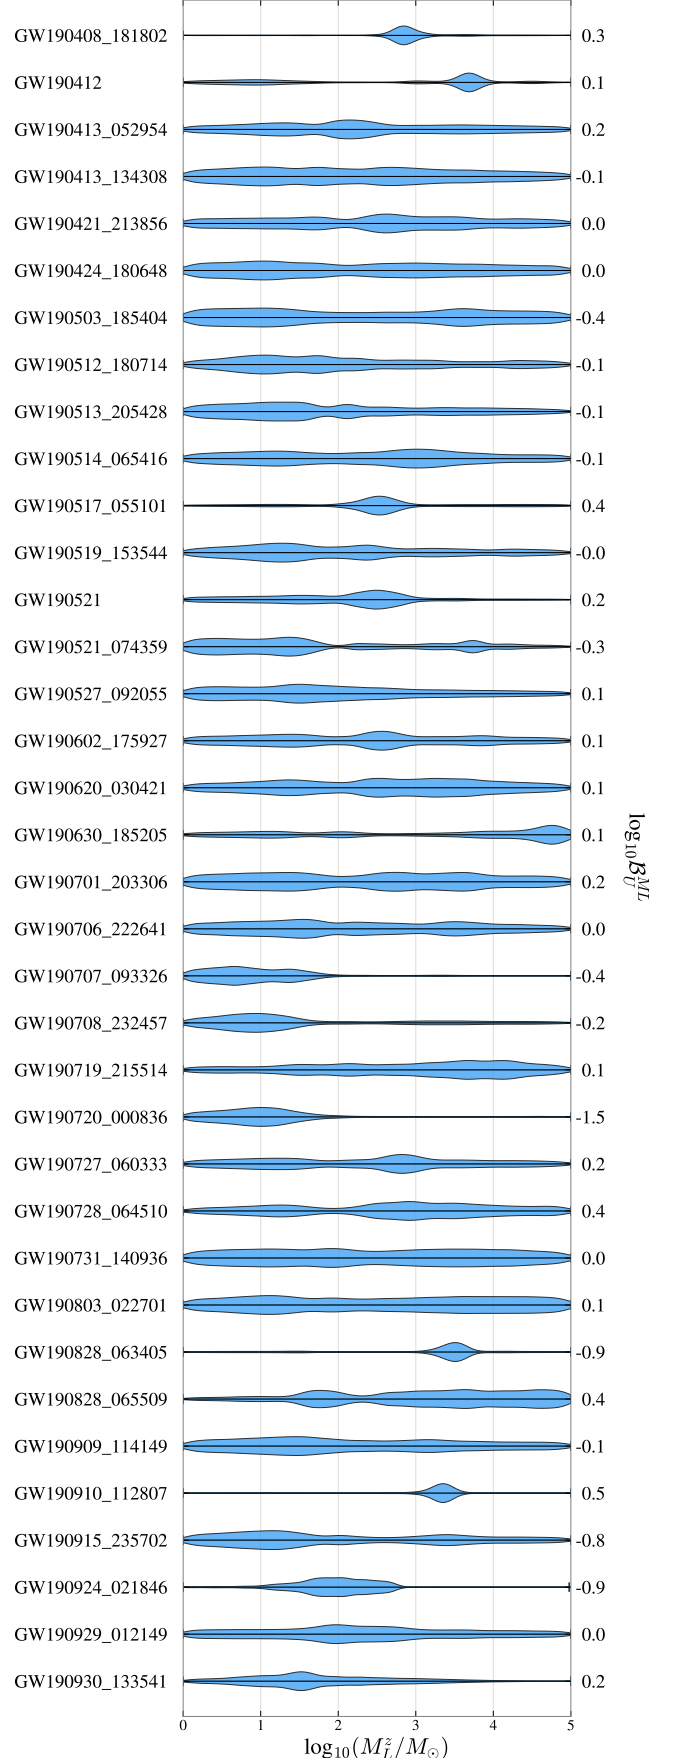 GW190408_181802 0.3
GW190412 0.1
GW190413_052954 0.2
GW190413_134308 -0.1
GW190421_213856 0.0
GW190424_180648 0.0
GW190503_185404 -0.4
GW190512_180714 -0.1
GW190513_205428 -0.1
GW190514_065416 -0.1
GW190517_055101 0.4
GW190519_153544 -0.0
GW190521 0.2
GW190521_074359 -0.3
GW190527_092055 0.1
GW190602_175927 0.1
GW190620_030421 0.1
GW190630_185205 0.1
GW190701_203306 0.2
GW190706_222641 0.0
GW190707_093326 -0.4
GW190708_232457 -0.2
GW190719_215514 0.1
GW190720_000836 -1.5
GW190727_060333 0.2
GW190728_064510 0.4
GW190731_140936 0.0
GW190803_022701 0.1
GW190828_063405 -0.9
GW190828_065509 0.4
GW190909_114149 -0.1
GW190910_112807 0.5
GW190915_235702 -0.8
GW190924_021846 -0.9
GW190929_012149 0.0
GW190930_133541 0.2
0 1 2 3 4 5
log₁₀(M_L^z/M_⊙)
log₁₀ℬ_U^{ML}